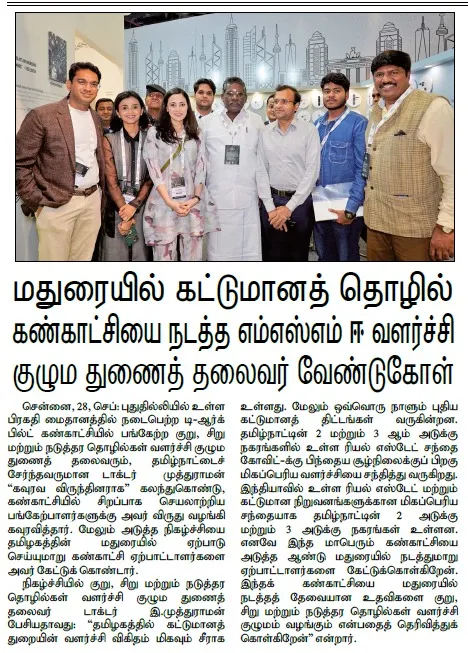 மதுரையில் கட்டுமானத் தொழில்
கண்காட்சியை நடத்த எம்எஸ்எம் ஈ வளர்ச்சி
குழும துணைத் தலைவர் வேண்டுகோள்
சென்னை, 28, செப்: புதுதில்லியில் உள்ள
பிரகதி மைதானத்தில் நடைபெற்ற டி-ஆர்க்
பில்ட் கண்காட்சியில் பங்கேற்ற குறு, சிறு
மற்றும் நடுத்தர தொழில்கள் வளர்ச்சி குழும
துணைத் தலைவரும், தமிழ்நாட்டைச்
சேர்ந்தவருமான டாக்டர் முத்துராமன்
"கவுரவ விருந்தினராக" கலந்துகொண்டு,
கண்காட்சியில் சிறப்பாக செயலாற்றிய
பங்கேற்பாளர்களுக்கு அவர் விருது வழங்கி
கவுரவித்தார். மேலும் அடுத்த நிகழ்ச்சியை
தமிழகத்தின் மதுரையில் ஏற்பாடு
செய்யுமாறு கண்காட்சி ஏற்பாட்டாளர்களை
அவர் கேட்டுக் கொண்டார்.
நிகழ்ச்சியில் குறு, சிறு மற்றும் நடுத்தர
தொழில்கள் வளர்ச்சி குழும துணைத்
தலைவர் டாக்டர் இ.முத்துராமன்
பேசியதாவது: "தமிழகத்தில் கட்டுமானத்
துறையின் வளர்ச்சி விகிதம் மிகவும் சீராக
உள்ளது. மேலும் ஒவ்வொரு நாளும் புதிய
கட்டுமானத் திட்டங்கள் வருகின்றன.
தமிழ்நாட்டின் 2 மற்றும் 3 ஆம் அடுக்கு
நகரங்களில் உள்ள ரியல் எஸ்டேட் சந்தை
கோவிட்-க்கு பிந்தைய சூழ்நிலைக்குப் பிறகு
மிகப்பெரிய வளர்ச்சியை சந்தித்து வருகிறது.
இந்தியாவில் உள்ள ரியல் எஸ்டேட் மற்றும்
கட்டுமான நிறுவனங்களுக்கான மிகப்பெரிய
சந்தையாக தமிழ்நாட்டின் 2 அடுக்கு
மற்றும் 3 அடுக்கு நகரங்கள் உள்ளன.
எனவே இந்த மாபெரும் கண்காட்சியை
அடுத்த ஆண்டு மதுரையில் நடத்துமாறு
ஏற்பாட்டாளர்களை கேட்டுக்கொள்கிறேன்.
இந்தக் கண்காட்சியை மதுரையில்
நடத்தத் தேவையான உதவிகளை குறு,
சிறு மற்றும் நடுத்தர தொழில்கள் வளர்ச்சி
குழுமம் வழங்கும் என்பதைத் தெரிவித்துக்
கொள்கிறேன்" என்றார்.